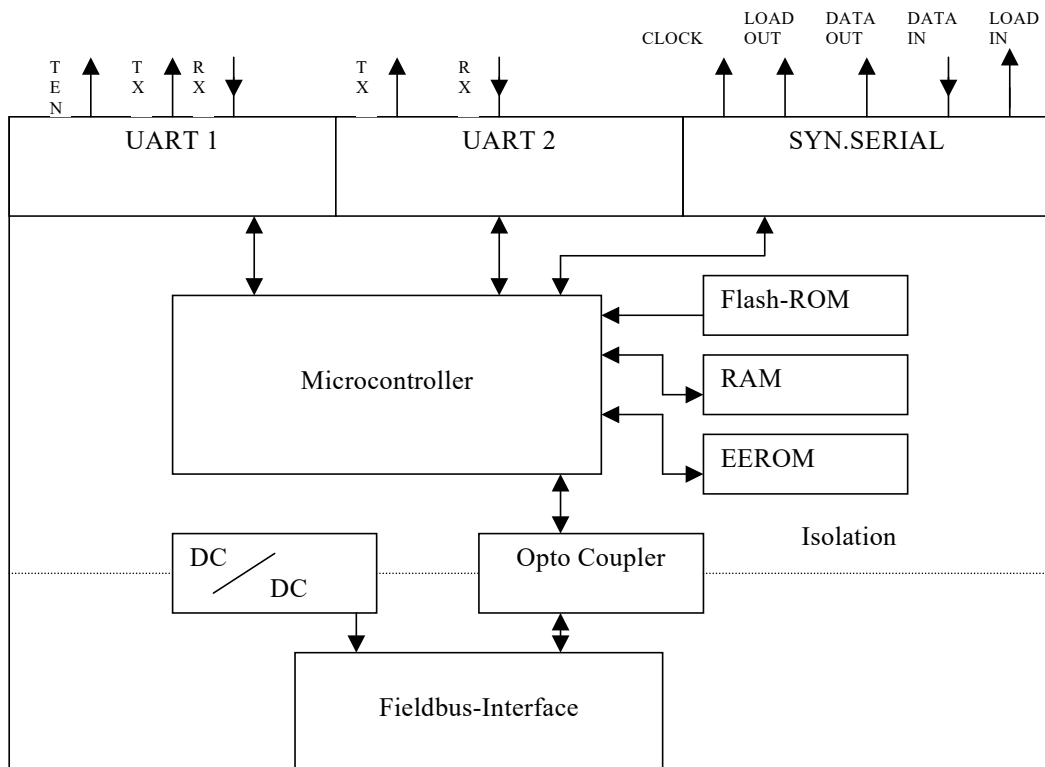 CLOCK
LOAD
OUT
DATA
OUT
DATA
IN
LOAD
IN
T
E
N
T
X
R
X
T
X
R
X
UART 1
UART 2
SYN.SERIAL
Flash-ROM
Microcontroller
RAM
EEROM
Isolation
DC
DC
Opto Coupler
Fieldbus-Interface